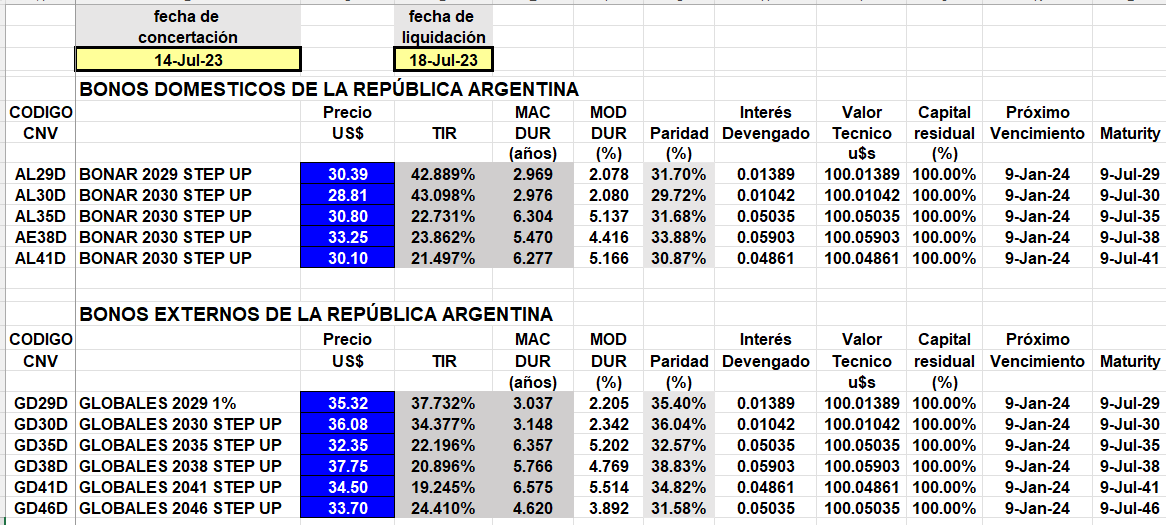 fecha de fecha de
concertación liquidación
14-Jul-23 18-Jul-23
BONOS DOMESTICOS DE LA REPÚBLICA ARGENTINA
CODIGO Precio MAC MOD Interés Valor Capital Próximo
CNV US$ TIR DUR DUR Paridad Devengado Tecnico residual Vencimiento Maturity
(años) (%) (%) u$s (%)
AL29D BONAR 2029 STEP UP 30.39 42.889% 2.969 2.078 31.70% 0.01389 100.01389 100.00% 9-Jan-24 9-Jul-29
AL30D BONAR 2030 STEP UP 28.81 43.098% 2.976 2.080 29.72% 0.01042 100.01042 100.00% 9-Jan-24 9-Jul-30
AL35D BONAR 2030 STEP UP 30.80 22.731% 6.304 5.137 31.68% 0.05035 100.05035 100.00% 9-Jan-24 9-Jul-35
AE38D BONAR 2030 STEP UP 33.25 23.862% 5.470 4.416 33.88% 0.05903 100.05903 100.00% 9-Jan-24 9-Jul-38
AL41D BONAR 2030 STEP UP 30.10 21.497% 6.277 5.166 30.87% 0.04861 100.04861 100.00% 9-Jan-24 9-Jul-41
BONOS EXTERNOS DE LA REPÚBLICA ARGENTINA
CODIGO Precio MAC MOD Interés Valor Capital Próximo
CNV US$ TIR DUR DUR Paridad Devengado Tecnico residual Vencimiento Maturity
(años) (%) (%) u$s (%)
GD29D GLOBALES 2029 1% 35.32 37.732% 3.037 2.205 35.40% 0.01389 100.01389 100.00% 9-Jan-24 9-Jul-29
GD30D GLOBALES 2030 STEP UP 36.08 34.377% 3.148 2.342 36.04% 0.01042 100.01042 100.00% 9-Jan-24 9-Jul-30
GD35D GLOBALES 2035 STEP UP 32.35 22.196% 6.357 5.202 32.57% 0.05035 100.05035 100.00% 9-Jan-24 9-Jul-35
GD38D GLOBALES 2038 STEP UP 37.75 20.896% 5.766 4.769 38.83% 0.05903 100.05903 100.00% 9-Jan-24 9-Jul-38
GD41D GLOBALES 2041 STEP UP 34.50 19.245% 6.575 5.514 34.82% 0.04861 100.04861 100.00% 9-Jan-24 9-Jul-41
GD46D GLOBALES 2046 STEP UP 33.70 24.410% 4.620 3.892 31.58% 0.05035 100.05035 100.00% 9-Jan-24 9-Jul-46